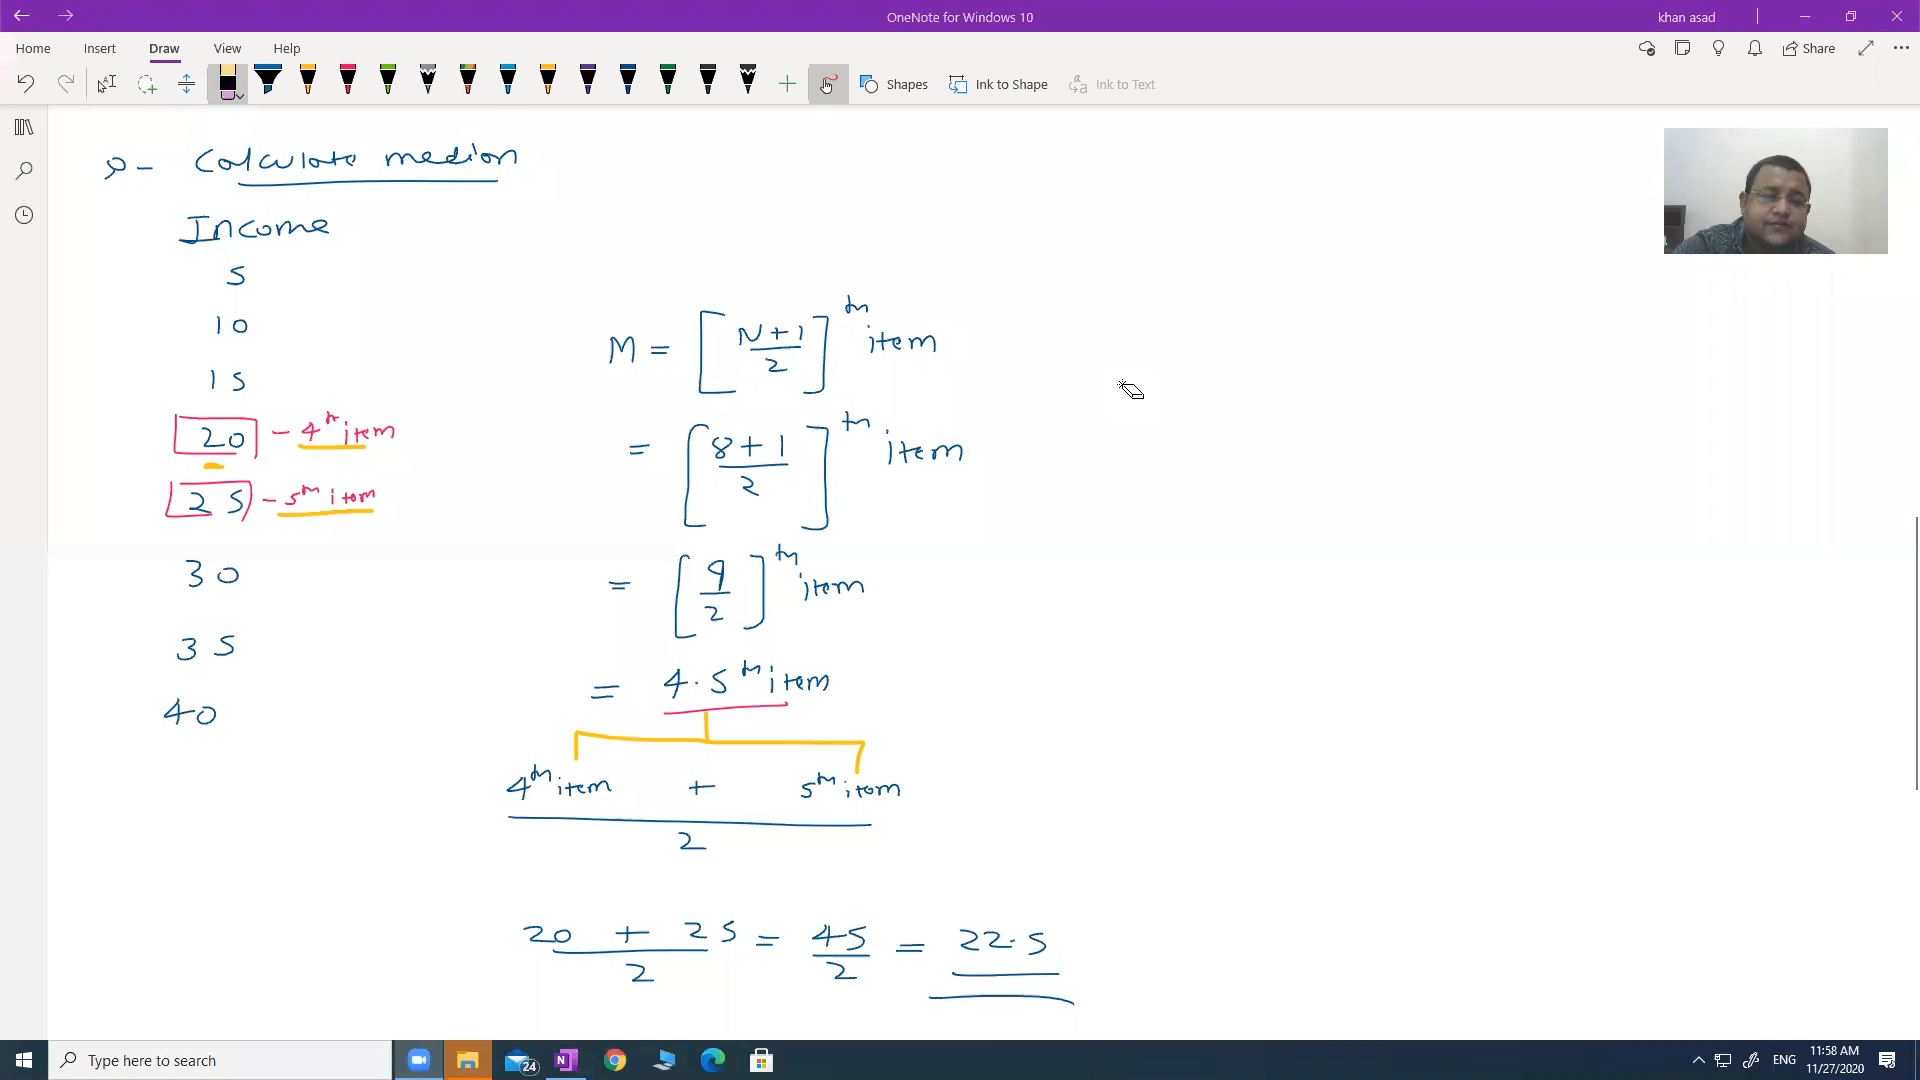 OneNote for Windows 10
khan asad
Home Insert Draw View Help
Share
Shapes Ink to Shape Ink to Text
Q - Calculate median
Income
5
10
15
20 - 4th item
25 - 5th item
30
35
40
M = [N+1/2]th item
= [8+1/2]th item
= [9/2]th item
= 4.5th item
4th item + 5th item
2
20 + 25/2 = 45/2 = 22.5
Type here to search
24
ENG
11:58 AM
11/27/2020